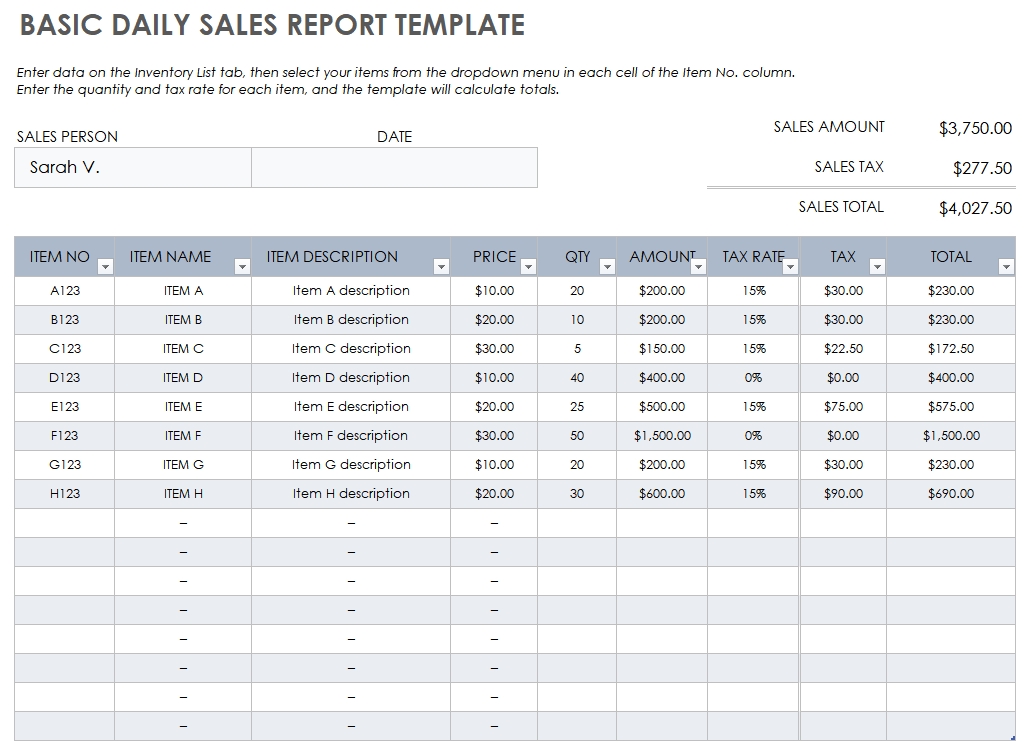 BASIC DAILY SALES REPORT TEMPLATE
Enter data on the Inventory List tab, then select your items from the dropdown menu in each cell of the Item No. column.
Enter the quantity and tax rate for each item, and the template will calculate totals.
SALES PERSON DATE
Sarah V.
SALES AMOUNT $3,750.00
SALES TAX $277.50
SALES TOTAL $4,027.50
ITEM NO ITEM NAME ITEM DESCRIPTION PRICE QTY AMOUNT TAX RATE TAX TOTAL
A123 ITEM A Item A description $10.00 20 $200.00 15% $30.00 $230.00
B123 ITEM B Item B description $20.00 10 $200.00 15% $30.00 $230.00
C123 ITEM C Item C description $30.00 5 $150.00 15% $22.50 $172.50
D123 ITEM D Item D description $10.00 40 $400.00 0% $0.00 $400.00
E123 ITEM E Item E description $20.00 25 $500.00 15% $75.00 $575.00
F123 ITEM F Item F description $30.00 50 $1,500.00 0% $0.00 $1,500.00
G123 ITEM G Item G description $10.00 20 $200.00 15% $30.00 $230.00
H123 ITEM H Item H description $20.00 30 $600.00 15% $90.00 $690.00
– – –
– – –
– – –
– – –
– – –
– – –
– – –
– – –